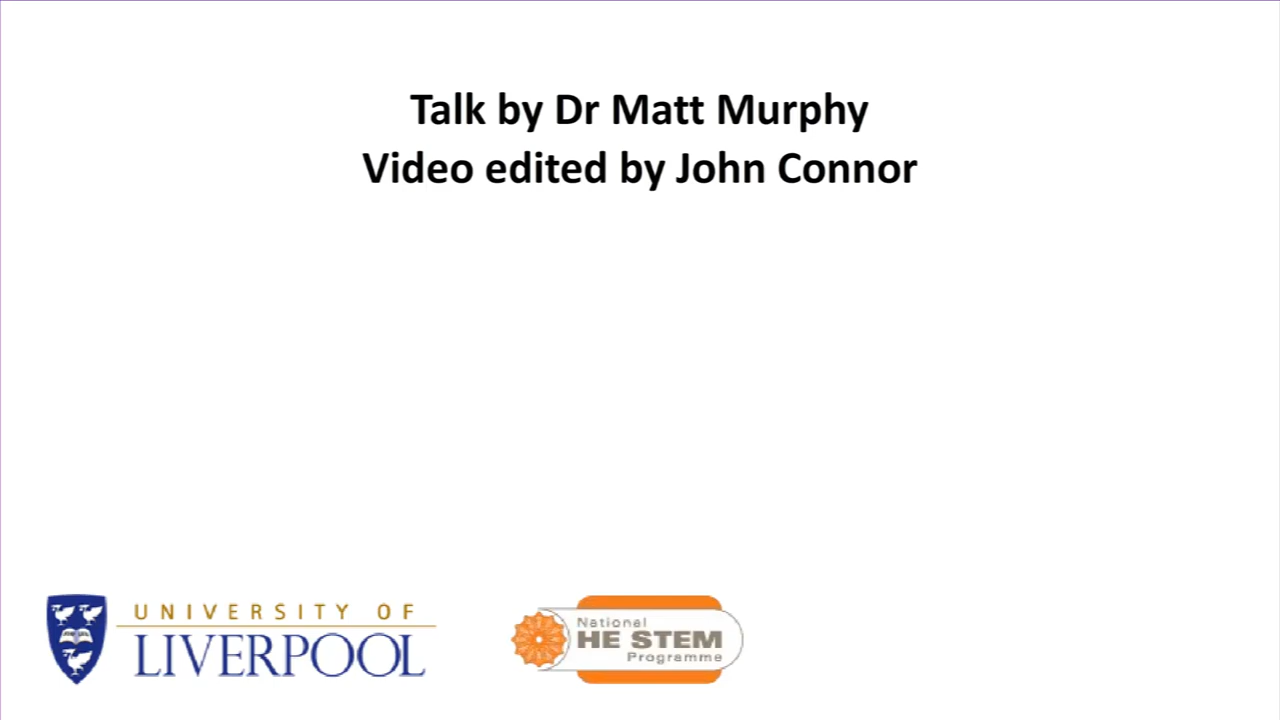 Talk by Dr Matt Murphy
Video edited by John Connor
UNIVERSITY OF
LIVERPOOL
National
HE STEM
Programme